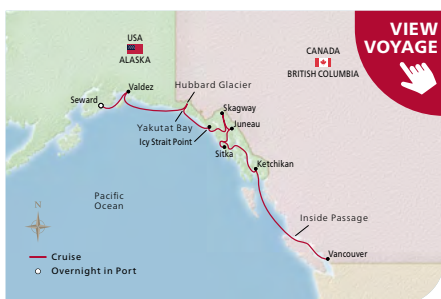 VIEW
VOYAGE
USA
ALASKA
CANADA
BRITISH COLUMBIA
Valdez
Hubbard Glacier
Seward
Skagway
Yakutat Bay
Juneau
Icy Strait Point
Sitka
Ketchikan
Pacific
Ocean
N
Inside Passage
Vancouver
Cruise
Overnight in Port